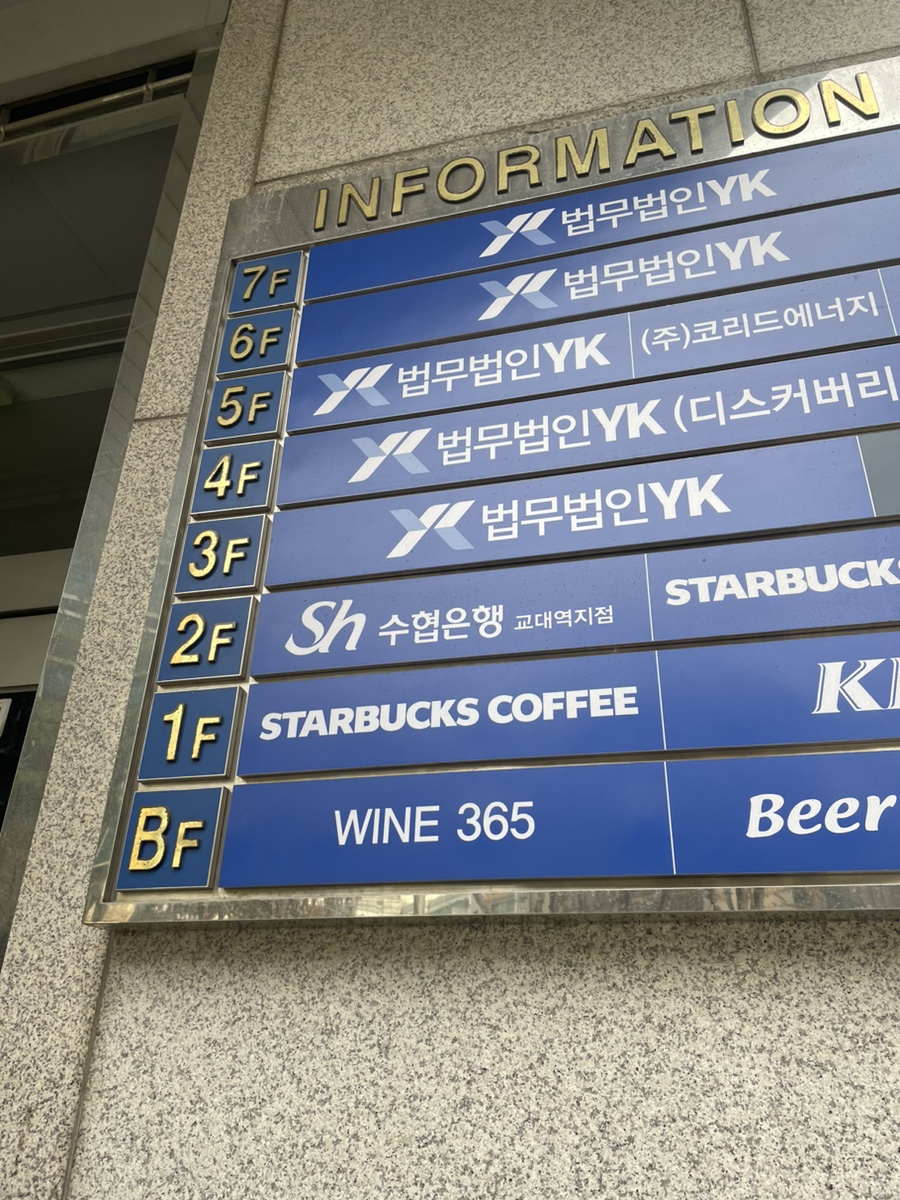 INFORMATION
7F 법무법인YK
6F 법무법인YK
5F 법무법인YK (주)코리드에너지
4F 법무법인YK (디스커버리
3F 법무법인YK
2F Sh 수협은행 교대역지점 STARBUCKS
1F STARBUCKS COFFEE
BF WINE 365 Beer